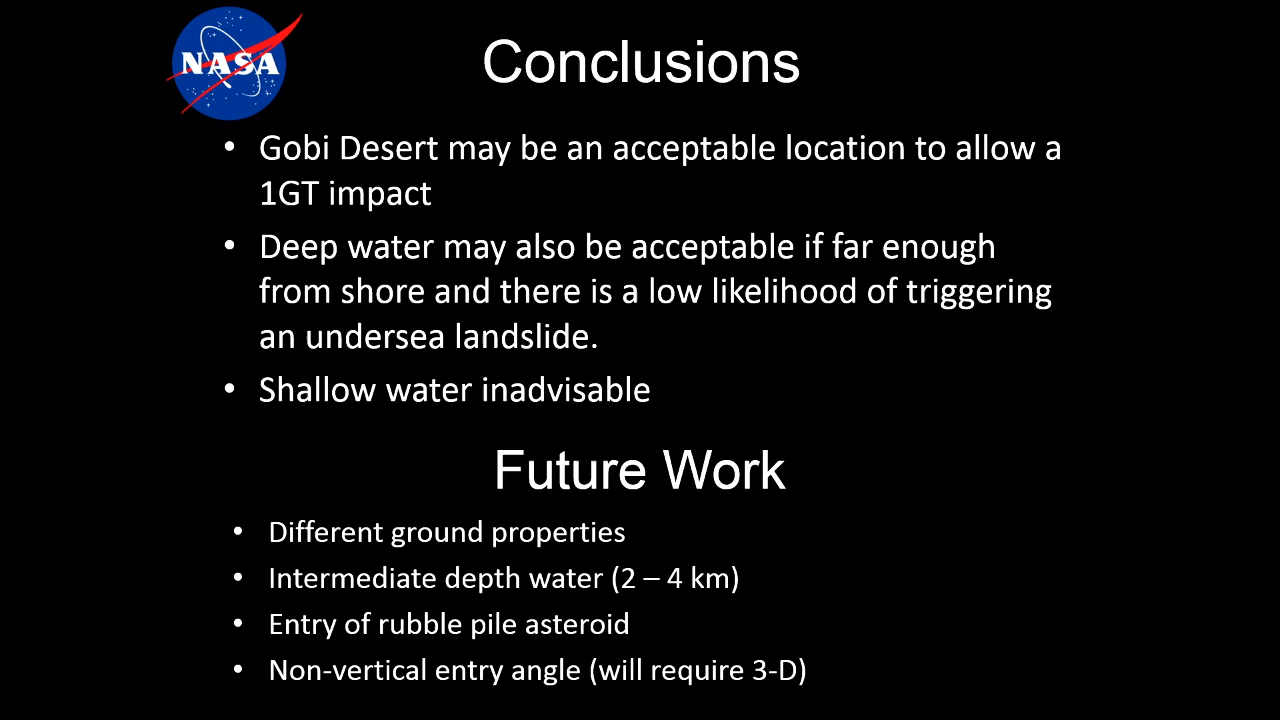 NASA
Conclusions
• Gobi Desert may be an acceptable location to allow a
1GT impact
• Deep water may also be acceptable if far enough
from shore and there is a low likelihood of triggering
an undersea landslide.
• Shallow water inadvisable
Future Work
• Different ground properties
• Intermediate depth water (2 – 4 km)
• Entry of rubble pile asteroid
• Non-vertical entry angle (will require 3-D)